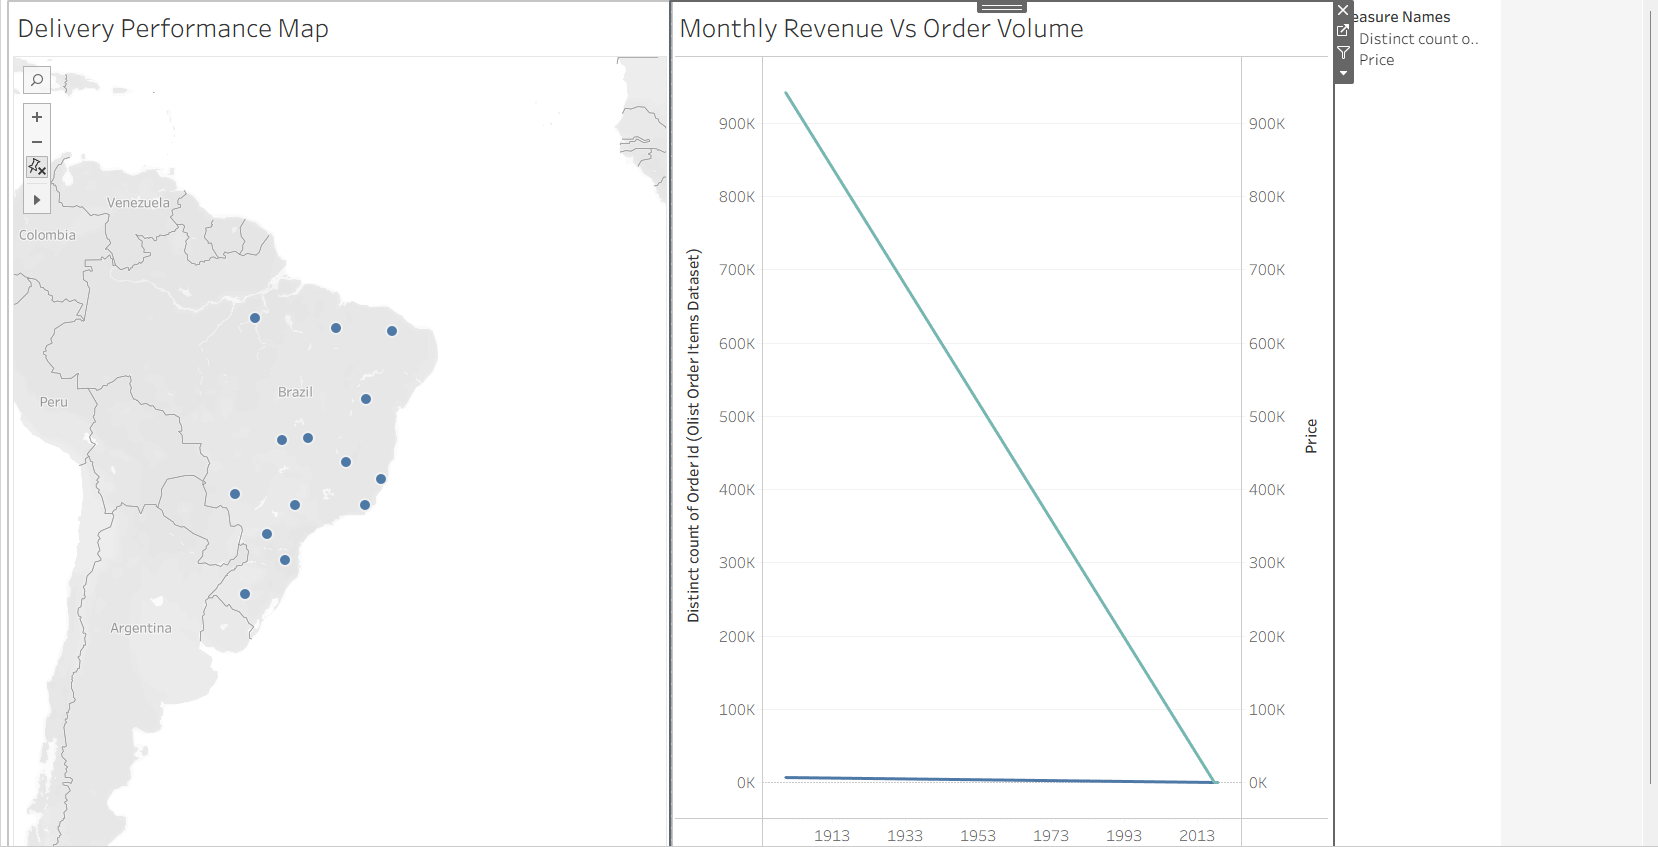 Delivery Performance Map
Venezuela
Colombia
Brazil
Peru
Argentina
Monthly Revenue Vs Order Volume
Distinct count of Order Id (Olist Order Items Dataset)
900K
800K
700K
600K
500K
400K
300K
200K
100K
0K
900K
800K
700K
600K
500K
400K
300K
200K
100K
0K
Price
1913 1933 1953 1973 1993 2013
easure Names
Distinct count o..
Price